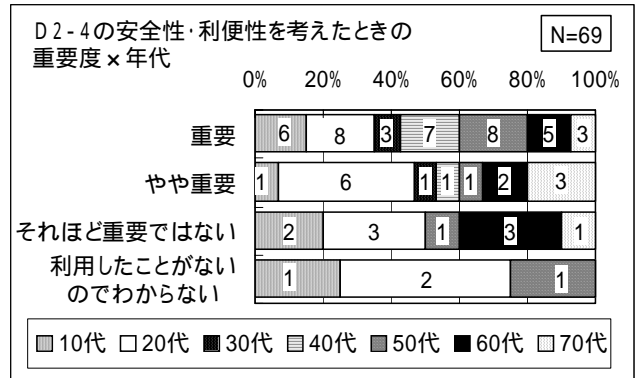 D2-4の安全性・利便性を考えたときの
重要度×年代
N=69
0% 20% 40% 60% 80% 100%
重要 6 8 3 7 8 5 3
やや重要 1 6 1 1 1 2 3
それほど重要ではない 2 3 1 3 1
利用したことがない
のでわからない 1 2 1
10代 20代 30代 40代 50代 60代 70代